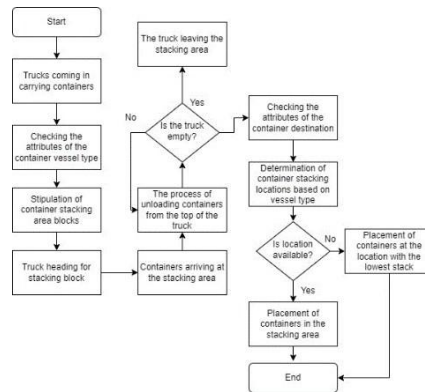 Start
Trucks coming in
carrying containers
Checking the
attributes of the
container vessel type
Stipulation of
container stacking
area blocks
Truck heading for
stacking block
Containers arriving at
the stacking area
The process of
unloading containers
from the top of the
truck
Is the truck
empty?
No
Yes
The truck leaving the
stacking area
Checking the
attributes of the
container destination
Determination of
container stacking
locations based on
vessel type
Is location
available?
No
Yes
Placement of
containers at the
location with the
lowest stack
Placement of
containers in the
stacking area
End